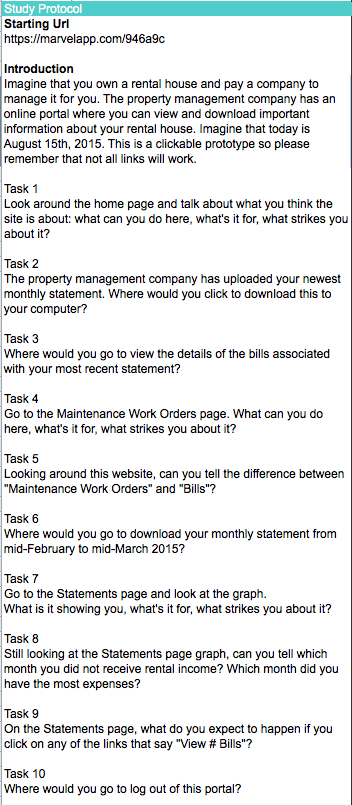 Study Protocol
Starting Url
https://marvelapp.com/946a9c
Introduction
Imagine that you own a rental house and pay a company to
manage it for you. The property management company has an
online portal where you can view and download important
information about your rental house. Imagine that today is
August 15th, 2015. This is a clickable prototype so please
remember that not all links will work.
Task 1
Look around the home page and talk about what you think the
site is about: what can you do here, what's it for, what strikes you
about it?
Task 2
The property management company has uploaded your newest
monthly statement. Where would you click to download this to
your computer?
Task 3
Where would you go to view the details of the bills associated
with your most recent statement?
Task 4
Go to the Maintenance Work Orders page. What can you do
here, what's it for, what strikes you about it?
Task 5
Looking around this website, can you tell the difference between
"Maintenance Work Orders" and "Bills"?
Task 6
Where would you go to download your monthly statement from
mid-February to mid-March 2015?
Task 7
Go to the Statements page and look at the graph.
What is it showing you, what's it for, what strikes you about it?
Task 8
Still looking at the Statements page graph, can you tell which
month you did not receive rental income? Which month did you
have the most expenses?
Task 9
On the Statements page, what do you expect to happen if you
click on any of the links that say "View # Bills"?
Task 10
Where would you go to log out of this portal?